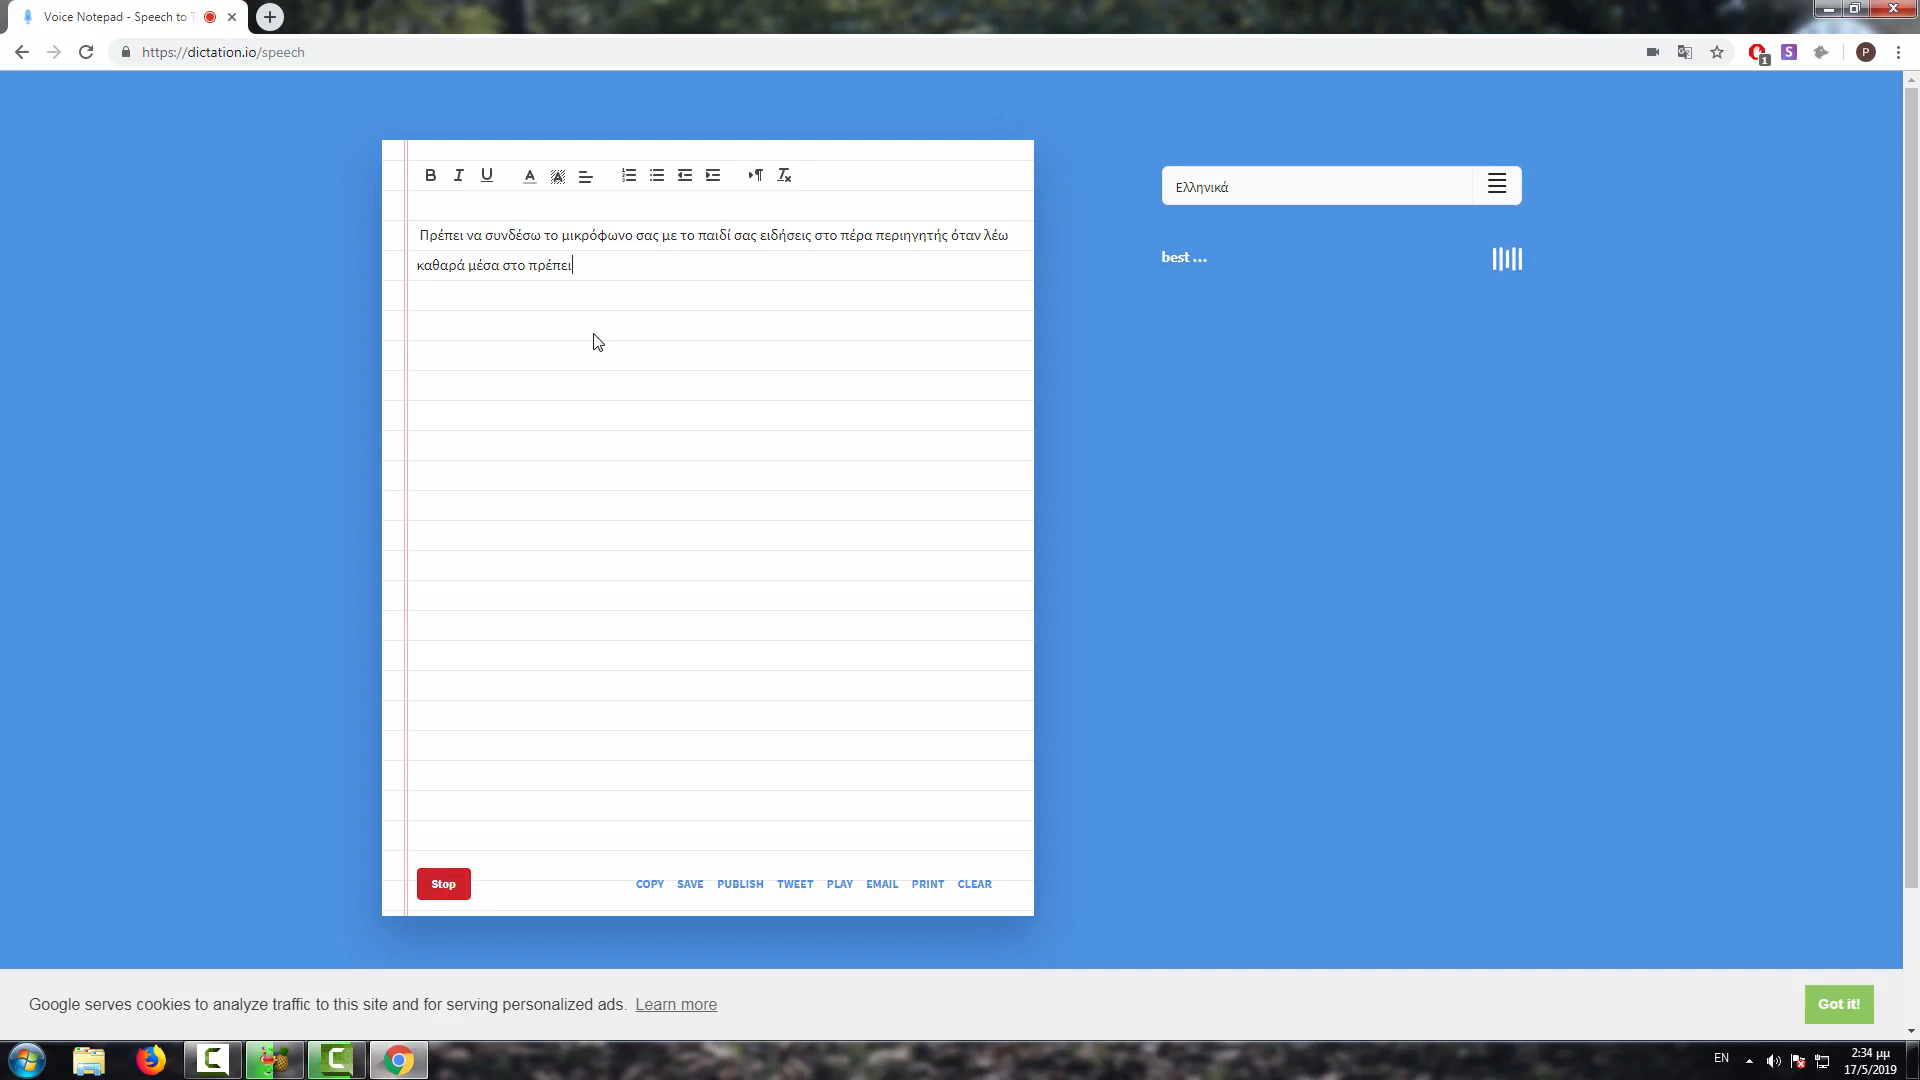 Voice Notepad - Speech to
https://dictation.io/speech
1
S
P
B I U A A
Ελληνικά
Πρέπει να συνδέσω το μικρόφωνο σας με το παιδί σας ειδήσεις στο πέρα περιηγητής όταν λέω
καθαρά μέσα στο πρέπει
best ...
Stop
COPY SAVE PUBLISH TWEET PLAY EMAIL PRINT CLEAR
Google serves cookies to analyze traffic to this site and for serving personalized ads. Learn more
Got it!
EN
2:34 μμ
17/5/2019